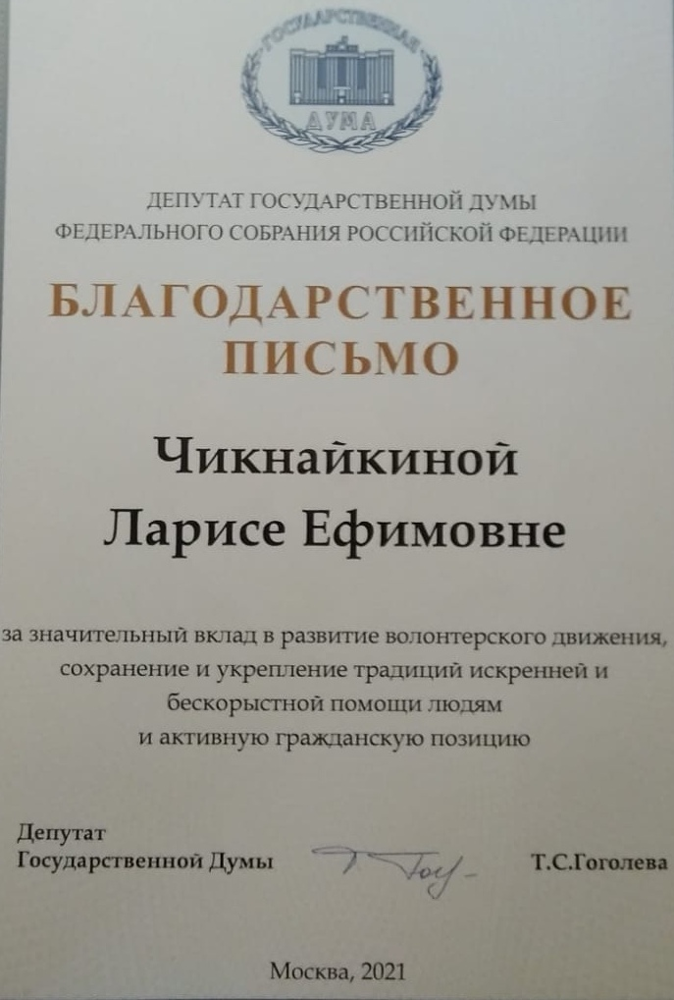 ГОСУДАРСТВЕННАЯ
ДУМА
ДЕПУТАТ ГОСУДАРСТВЕННОЙ ДУМЫ
ФЕДЕРАЛЬНОГО СОБРАНИЯ РОССИЙСКОЙ ФЕДЕРАЦИИ
БЛАГОДАРСТВЕННОЕ
ПИСЬМО
Чикнайкиной
Ларисе Ефимовне
за значительный вклад в развитие волонтерского движения,
сохранение и укрепление традиций искренней и
бескорыстной помощи людям
и активную гражданскую позицию
Депутат
Государственной Думы
Т.С.Гоголева
Москва, 2021